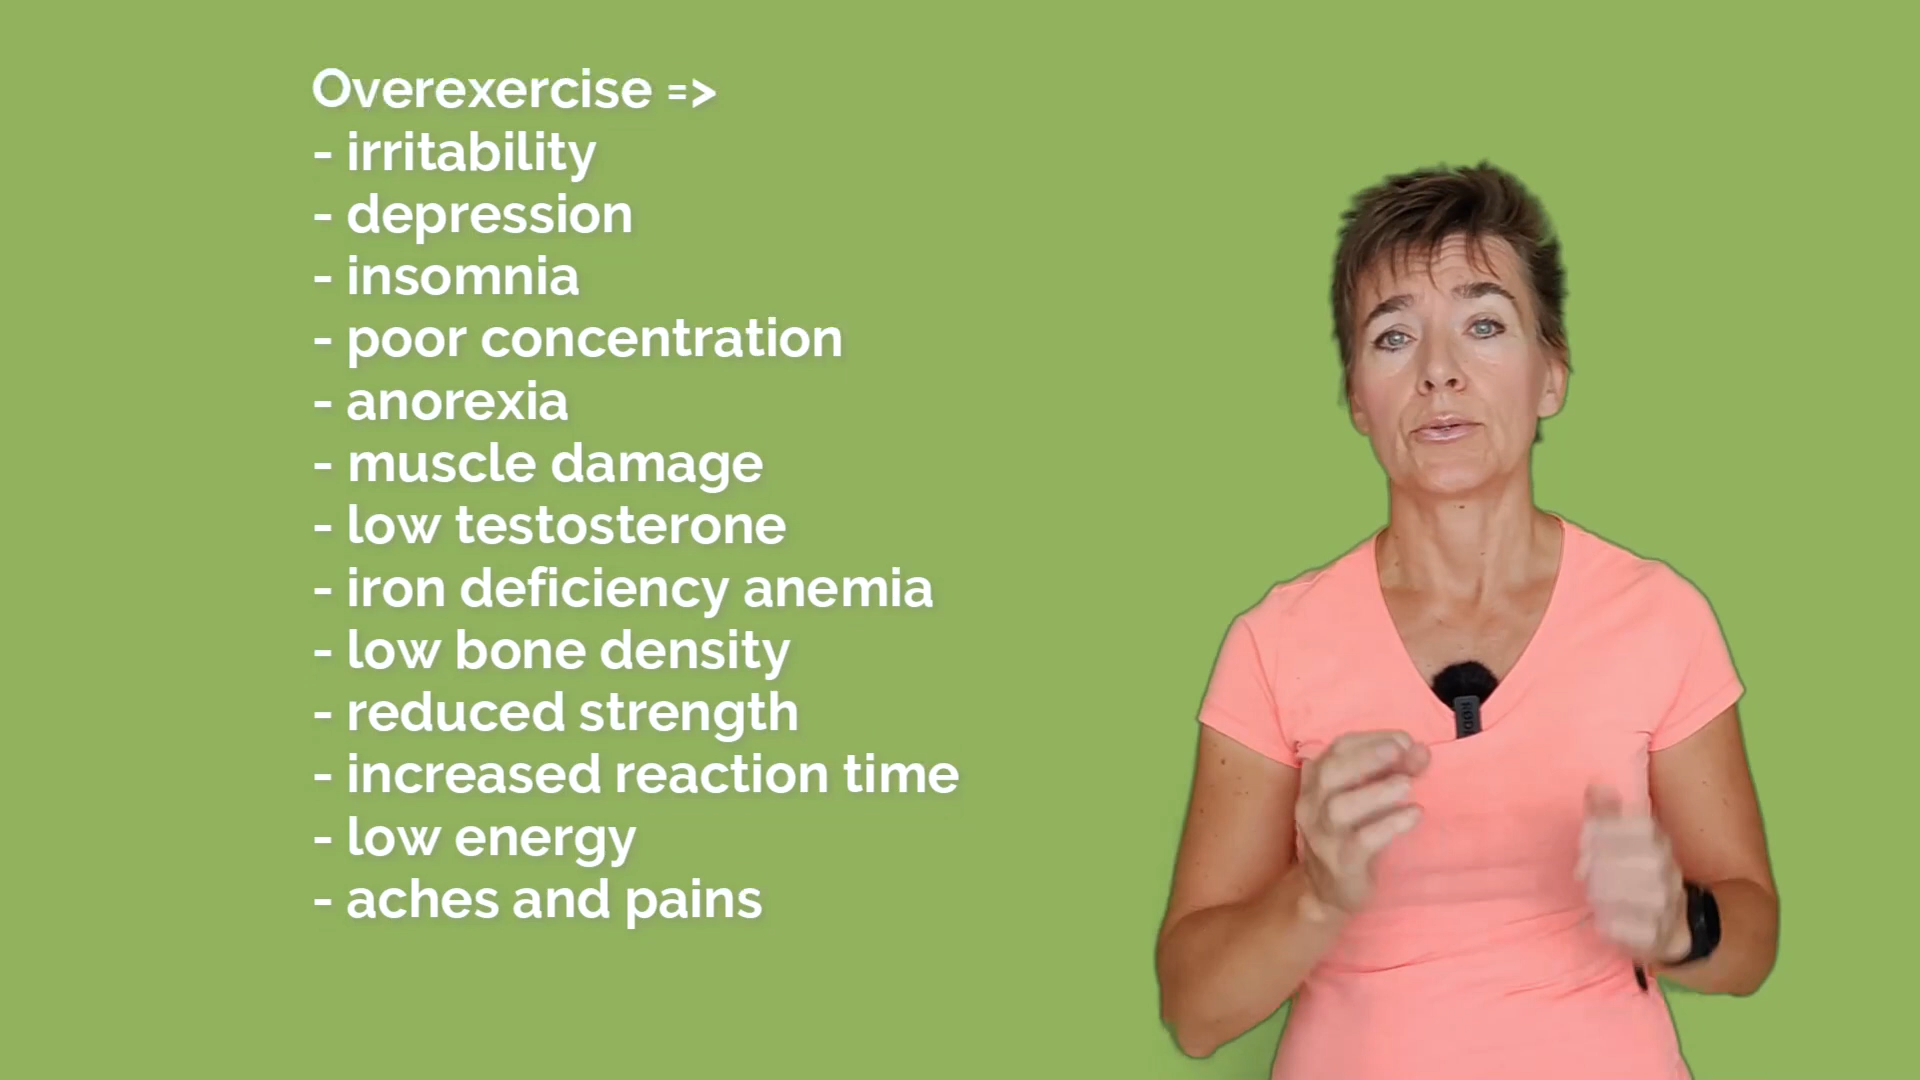 Overexercise =>
- irritability
- depression
- insomnia
- poor concentration
- anorexia
- muscle damage
- low testosterone
- iron deficiency anemia
- low bone density
- reduced strength
- increased reaction time
- low energy
- aches and pains